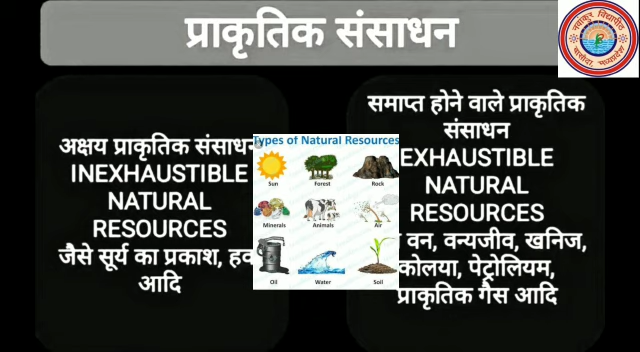 प्राकृतिक संसाधन
अक्षय प्राकृतिक संसाधन
INEXHAUSTIBLE
NATURAL
RESOURCES
जैसे सूर्य का प्रकाश,
आदि
Types of Natural Resources
Sun Forest Rock
Minerals Animals Air
Oil Water Soil
समाप्त होने वाले प्राकृतिक
संसाधन
EXHAUSTIBLE
NATURAL
RESOURCES
वन, वन्यजीव, खनिज,
कोलया, पेट्रोलियम,
प्राकृतिक गैस आदि